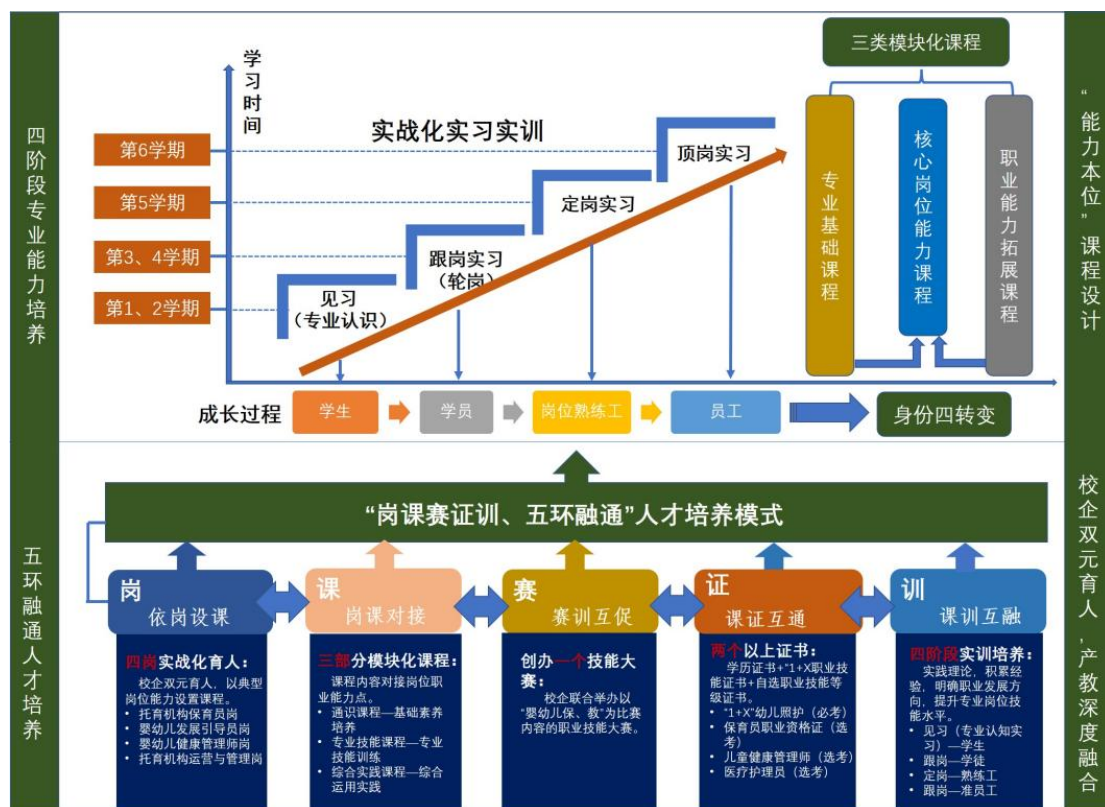 四阶段专业能力培养
学习时间
实战化实习实训
第6学期
第5学期
第3、4学期
第1、2学期
见习
（专业认识）
跟岗实习
（轮岗）
定岗实习
顶岗实习
成长过程
学生
学员
岗位熟练工
员工
身份四转变
三类模块化课程
专业基础课程
核心岗位能力课程
职业能力拓展课程
“能力本位”课程设计
五环融通人才培养
“岗课赛证训、五环融通”人才培养模式
岗
依岗设课
四岗实战化育人：
校企双元育人，以典型
岗位能力设置课程。
• 托育机构保育员岗
• 婴幼儿发展引导员岗
• 婴幼儿健康管理师岗
• 托育机构运营与管理岗
课
岗课对接
三部分模块化课程：
课程内容对接岗位职
业能力点。
• 通识课程—基础素养
培养
• 专业技能课程—专业
技能训练
• 综合实践课程—综合
运用实践
赛
赛训互促
创办一个技能大
赛：
校企联合举办以
“婴幼儿保、教”为比赛
内容的职业技能大赛。
证
课证互通
两个以上证书：
学历证书+“1+X职业技
能证书+自选职业技能等
级证书。
• “1+X”幼儿照护（必考）
• 保育员职业资格证（选
考）
• 儿童健康管理师（选考）
• 医疗护理员（选考）
训
课训互融
四阶段实训培养：
实践理论，积累经
验，明确职业发展方
向，提升专业岗位技
能水平。
• 见习（专业认知实
习）—学生
• 跟岗—学徒
• 定岗—熟练工
• 跟岗—准员工
校企双元育人，产教深度融合